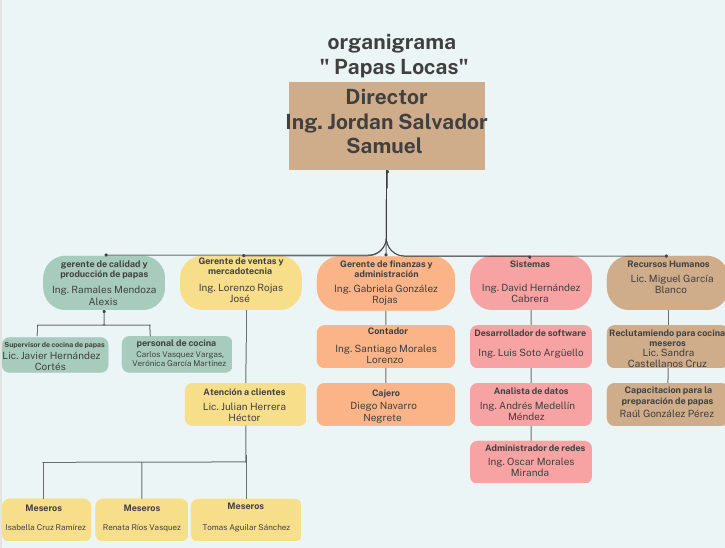 organigrama
" Papas Locas"
Director
Ing. Jordan Salvador
Samuel
gerente de calidad y
producción de papas
Ing. Ramales Mendoza
Alexis
Gerente de ventas y
mercadotecnia
Ing. Lorenzo Rojas
José
Gerente de finanzas y
administración
Ing. Gabriela González
Rojas
Sistemas
Ing. David Hernández
Cabrera
Recursos Humanos
Lic. Miguel García
Blanco
Supervisor de cocina de papas
Lic. Javier Hernández
Cortés
personal de cocina
Carlos Vasquez Vargas,
Verónica García Martínez
Contador
Ing. Santiago Morales
Lorenzo
Desarrollador de software
Ing. Luis Soto Argüello
Reclutamiendo para cocina
meseros
Lic. Sandra
Castellanos Cruz
Atención a clientes
Lic. Julian Herrera
Héctor
Cajero
Diego Navarro
Negrete
Analista de datos
Ing. Andrés Medellín
Méndez
Capacitacion para la
preparación de papas
Raúl González Pérez
Administrador de redes
Ing. Oscar Morales
Miranda
Meseros
Isabella Cruz Ramírez
Meseros
Renata Ríos Vasquez
Meseros
Tomas Aguilar Sánchez